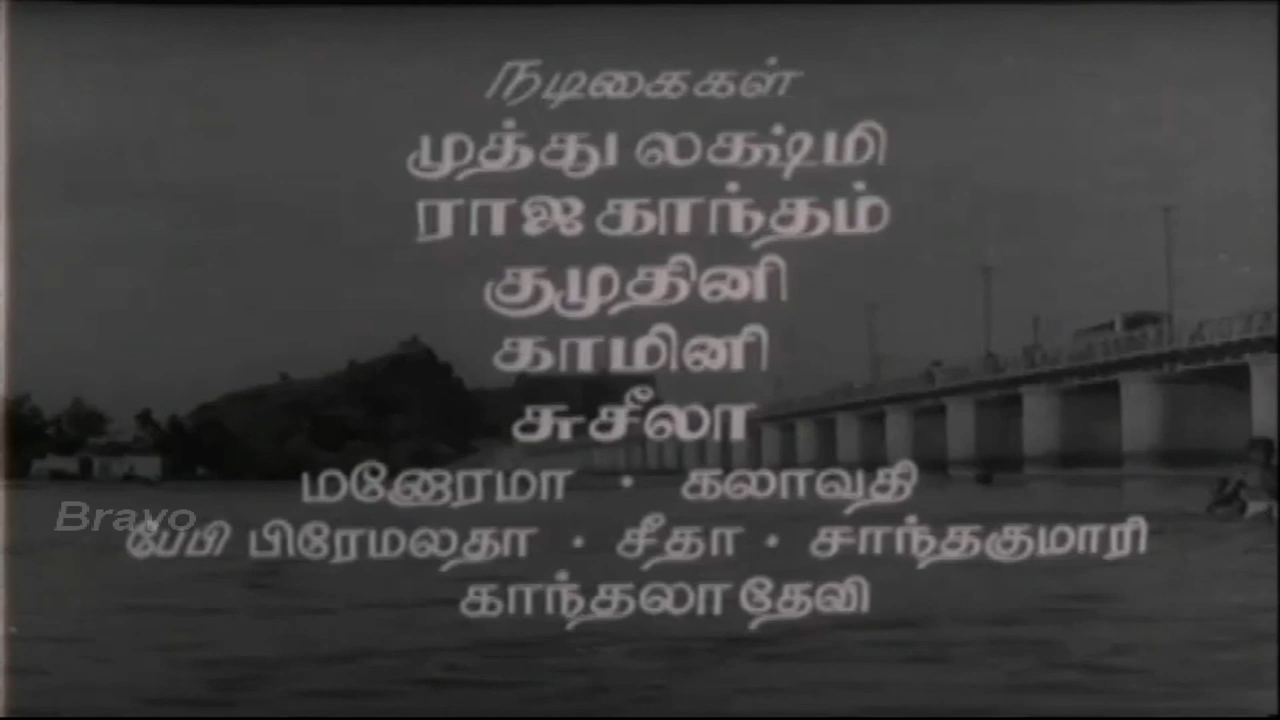 நடிகைகள்
முத்து லக்ஷ்மி
ராஜ காந்தம்
குமுதினி
காமினி
சுசீலா
மனோரமா · கலாவதி
Bravo
பேபி பிரேமலதா · சீதா · சாந்தகுமாரி
காந்தலா தேவி